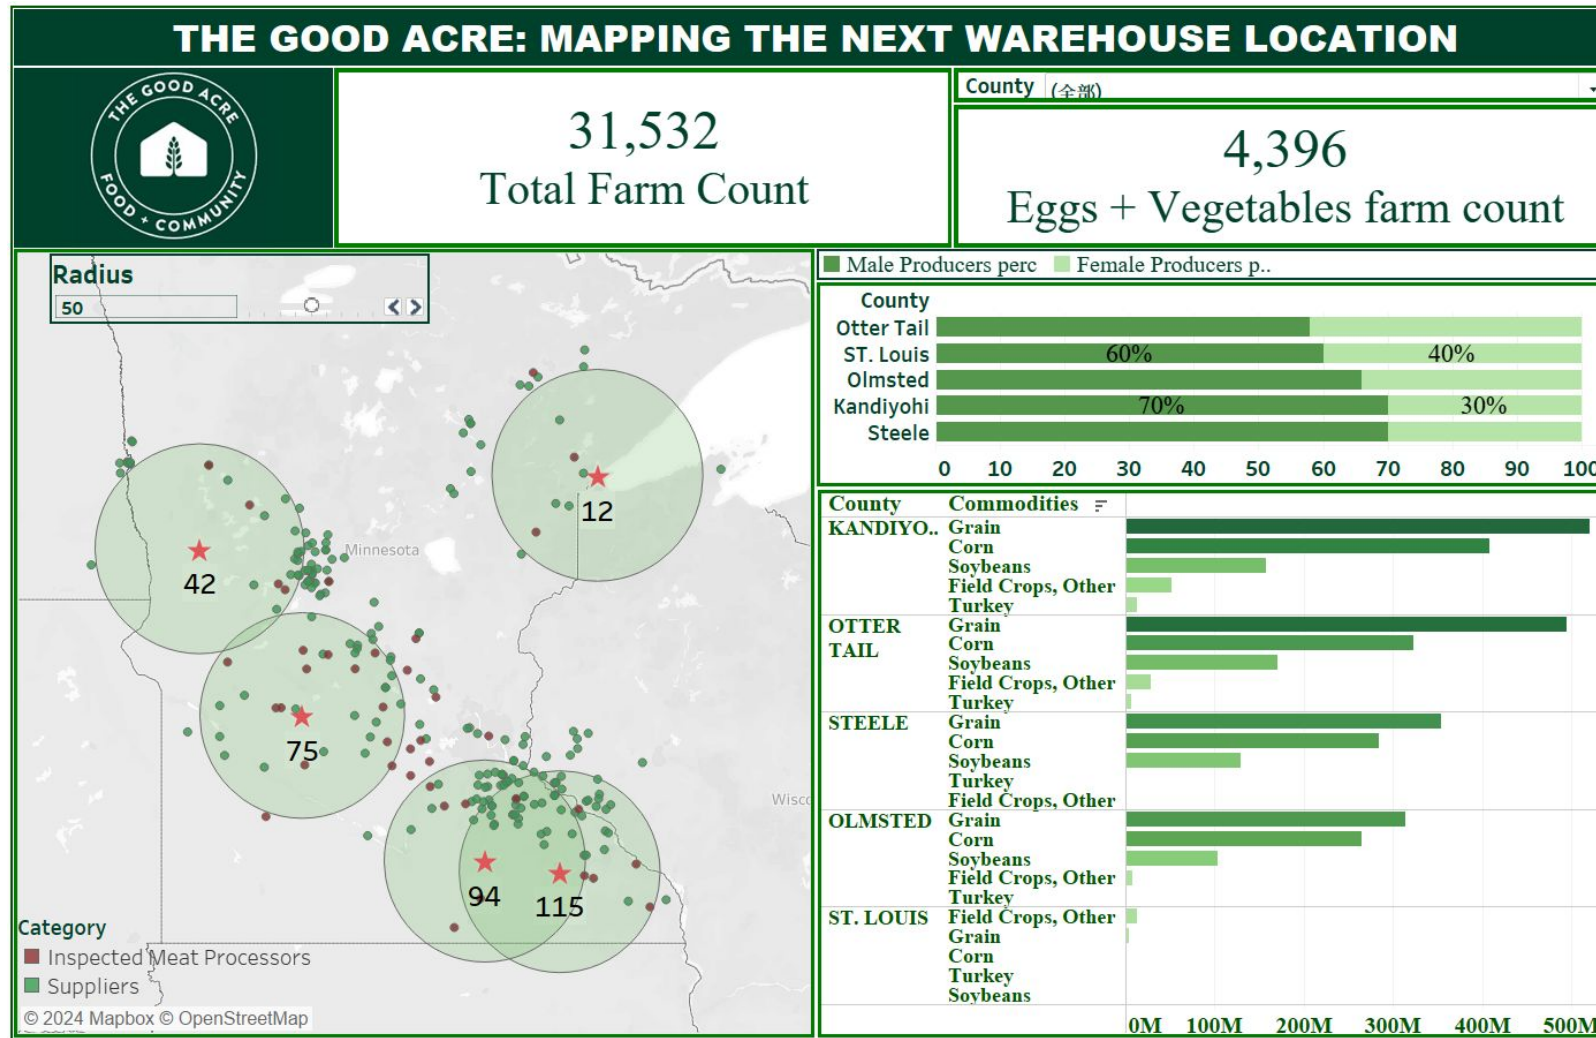 THE GOOD ACRE: MAPPING THE NEXT WAREHOUSE LOCATION
THE GOOD ACRE
FOOD + COMMUNITY
31,532
Total Farm Count
County (全部)
4,396
Eggs + Vegetables farm count
Radius
50
Minnesota
12
42
75
94
115
Wisco
Category
Inspected Meat Processors
Suppliers
© 2024 Mapbox © OpenStreetMap
Male Producers perc Female Producers p..
County
Otter Tail
ST. Louis 60% 40%
Olmsted
Kandiyohi 70% 30%
Steele
0 10 20 30 40 50 60 70 80 90 100
County Commodities
KANDIYO.. Grain
Corn
Soybeans
Field Crops, Other
Turkey
OTTER TAIL Grain
Corn
Soybeans
Field Crops, Other
Turkey
STEELE Grain
Corn
Soybeans
Turkey
Field Crops, Other
OLMSTED Grain
Corn
Soybeans
Field Crops, Other
Turkey
ST. LOUIS Field Crops, Other
Grain
Corn
Turkey
Soybeans
0M 100M 200M 300M 400M 500M